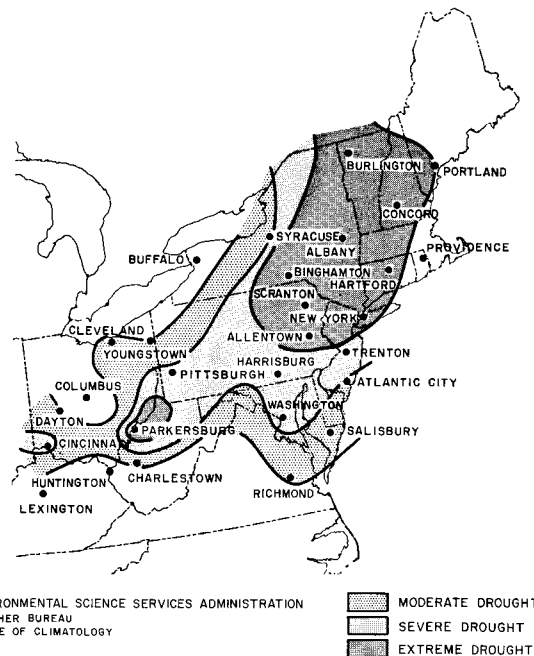 BURLINGTON
PORTLAND
CONCORD
SYRACUSE
ALBANY
PROVIDENCE
BUFFALO
BINGHAMTON
HARTFORD
SCRANTON
NEW YORK
CLEVELAND
ALLENTOWN
YOUNGSTOWN
TRENTON
HARRISBURG
PITTSBURGH
ATLANTIC CITY
COLUMBUS
WASHINGTON
DAYTON
PARKERSBURG
SALISBURY
CINCINNATI
HUNTINGTON
CHARLESTOWN
RICHMOND
LEXINGTON
RONMENTAL SCIENCE SERVICES ADMINISTRATION
HER BUREAU
E OF CLIMATOLOGY
MODERATE DROUGHT
SEVERE DROUGHT
EXTREME DROUGHT